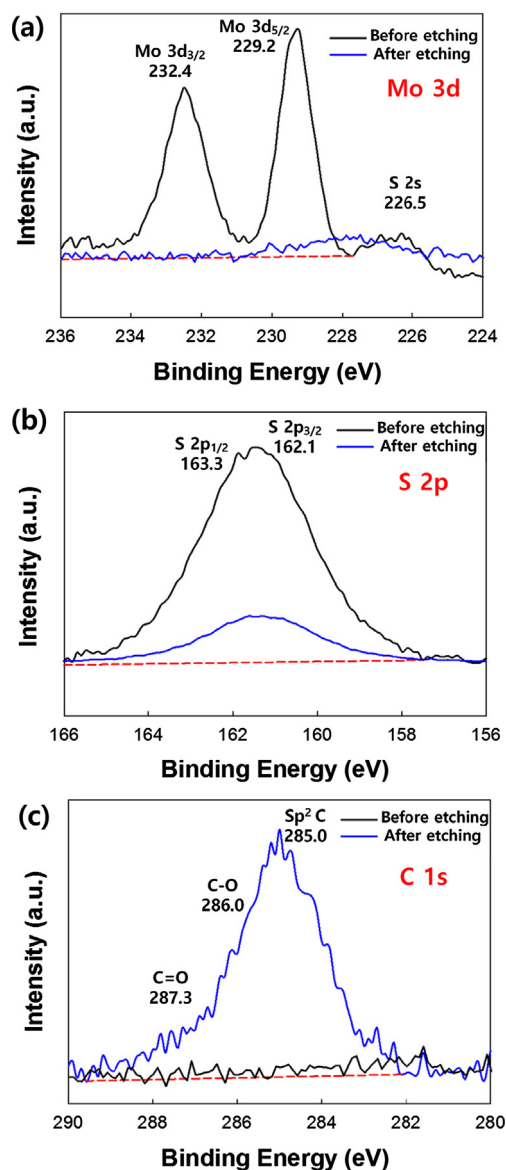 (a)
Mo 3d₃/₂
232.4
Mo 3d₅/₂
229.2
Before etching
After etching
Mo 3d
S 2s
226.5
Intensity (a.u.)
236 234 232 230 228 226 224
Binding Energy (eV)
(b)
S 2p₁/₂
163.3
S 2p₃/₂
162.1
Before etching
After etching
S 2p
Intensity (a.u.)
166 164 162 160 158 156
Binding Energy (eV)
(c)
Sp² C
285.0
Before etching
After etching
C 1s
C-O
286.0
C=O
287.3
Intensity (a.u.)
290 288 286 284 282 280
Binding Energy (eV)